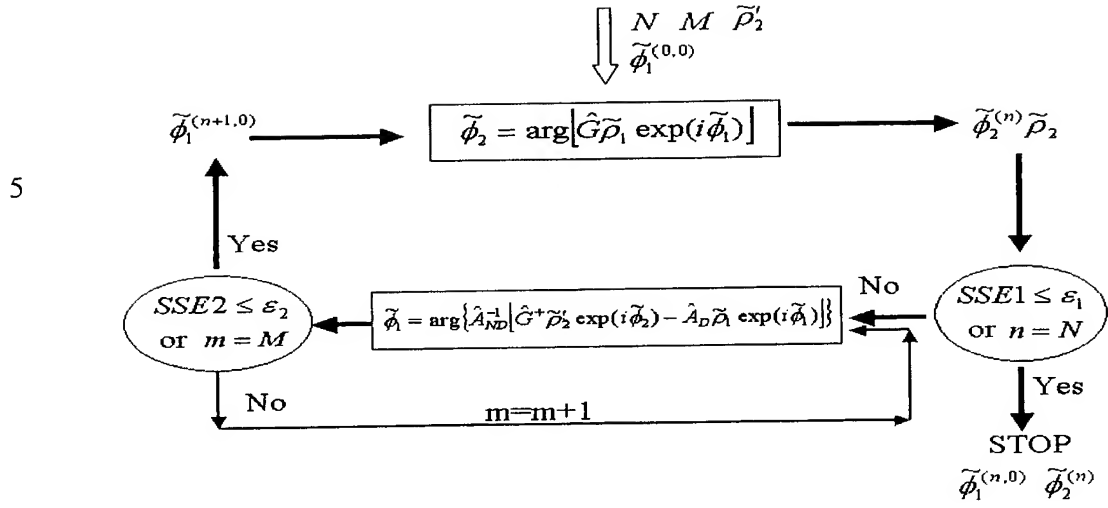 N M ρ̃₂′
φ̃₁⁽⁰,⁰⁾
φ̃₁⁽ⁿ⁺¹,⁰⁾
φ̃₂ = arg⌊Ĝρ̃₁ exp(iφ̃₁)⌋
φ̃₂⁽ⁿ⁾ ρ̃₂
5
Yes
SSE2 ≤ ε₂
or m = M
φ̃₁ = arg{Â_ND⁻¹⌊Ĝ⁺ρ̃₂′ exp(iφ̃₂) − Â_D ρ̃₁ exp(iφ̃₁)⌋}
No
SSE1 ≤ ε₁
or n = N
No
m=m+1
Yes
STOP
φ̃₁⁽ⁿ,⁰⁾ φ̃₂⁽ⁿ⁾